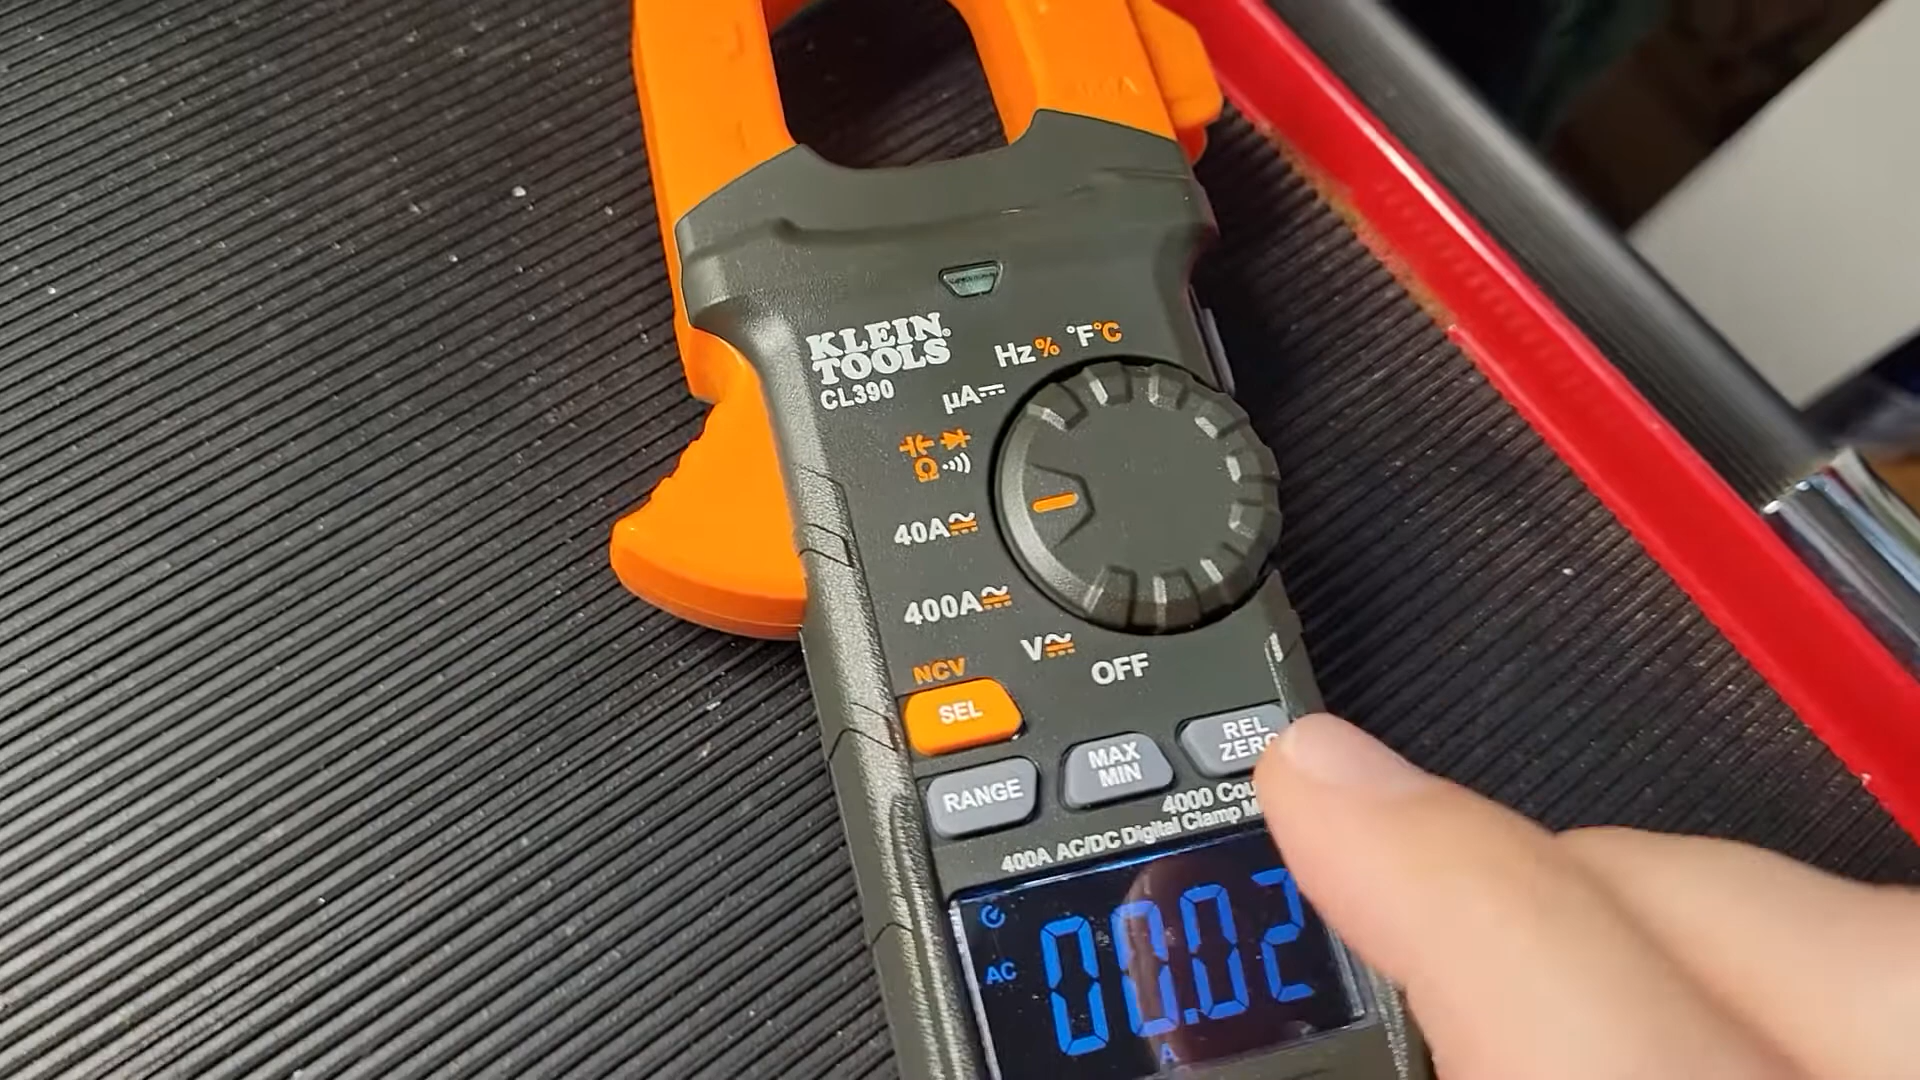 KLEIN
TOOLS
CL390
Hz% °F°C
µA
Ω
40A
400A
V
OFF
NCV
SEL
REL
ZERO
MAX
MIN
RANGE
4000
400A AC/DC Digital Clamp
AC
00.02
A